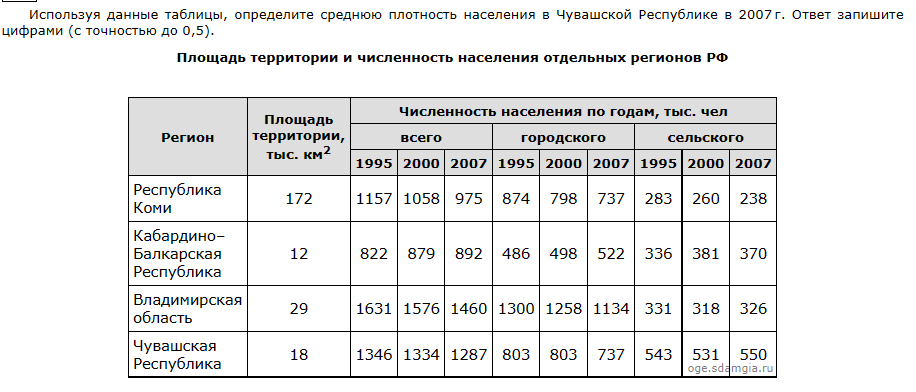 Используя данные таблицы, определите среднюю плотность населения в Чувашской Республике в 2007 г. Ответ запишите
цифрами (с точностью до 0,5).
Площадь территории и численность населения отдельных регионов РФ
Регион
Площадь
территории,
тыс. км²
Численность населения по годам, тыс. чел
всего городского сельского
1995 2000 2007 1995 2000 2007 1995 2000 2007
Республика
Коми
172 1157 1058 975 874 798 737 283 260 238
Кабардино–
Балкарская
Республика
12 822 879 892 486 498 522 336 381 370
Владимирская
область
29 1631 1576 1460 1300 1258 1134 331 318 326
Чувашская
Республика
18 1346 1334 1287 803 803 737 543 531 550
oge.sdamgia.ru